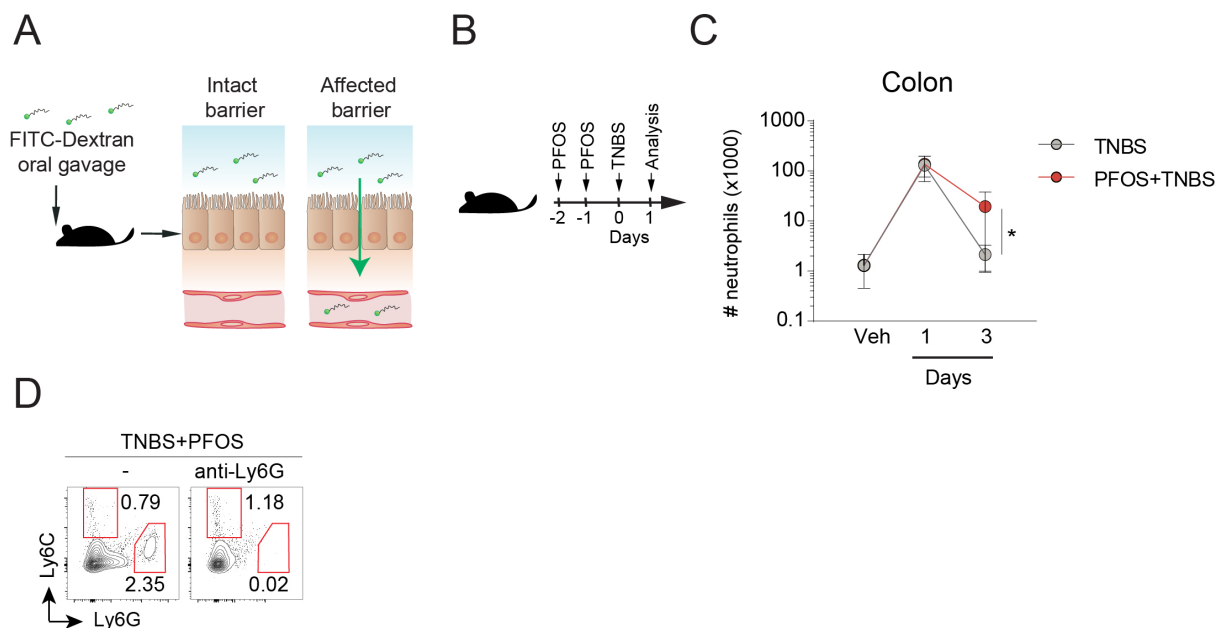 A
FITC-Dextran
oral gavage
Intact
barrier
Affected
barrier
B
PFOS
PFOS
TNBS
Analysis
-2
-1
0
1
Days
C
Colon
# neutrophils (x1000)
1000
100
10
1
0.1
*
Veh
1
3
Days
TNBS
PFOS+TNBS
D
TNBS+PFOS
-
anti-Ly6G
0.79
1.18
2.35
0.02
Ly6C
Ly6G